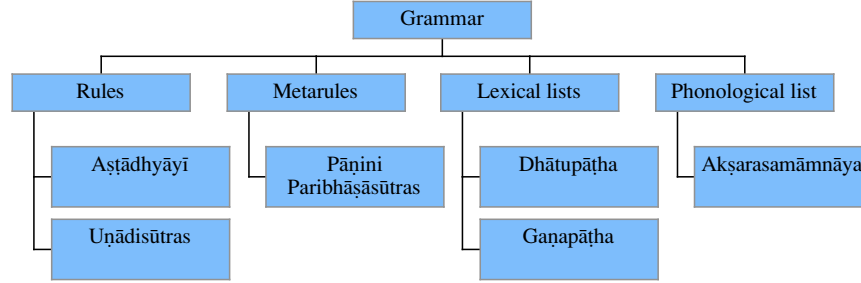 Grammar
Rules
Metarules
Lexical lists
Phonological list
Aṣṭādhyāyī
Pāṇini
Paribhāṣāsūtras
Dhātupāṭha
Akṣarasamāmnāya
Uṇādisūtras
Gaṇapāṭha